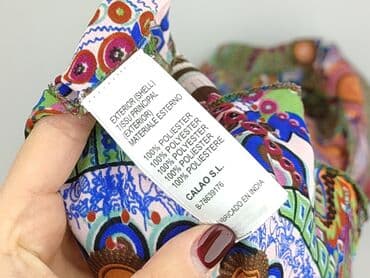 EXTERIOR (SHELL)
TISSU PRINCIPAL
(EXTERIOR)
MATERIALE ESTERNO
100% POLIESTER
100% POLYESTER
100% POLYESTER
100% POLIESTER
100% POLIESTERE
CALAO S.L.
B-78639176
FABRICADO EN INDIA